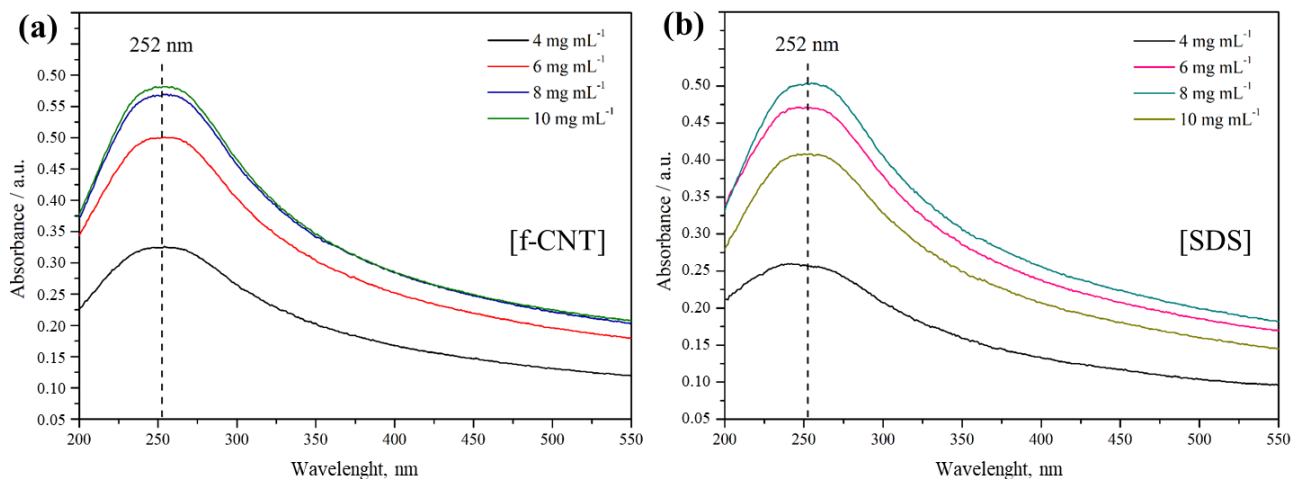 (a)
252 nm
4 mg mL⁻¹
6 mg mL⁻¹
8 mg mL⁻¹
10 mg mL⁻¹
[f-CNT]
Absorbance / a.u.
0.50
0.55
0.50
0.45
0.40
0.35
0.30
0.25
0.20
0.15
0.10
0.05
200 250 300 350 400 450 500 550
Wavelenght, nm
(b)
252 nm
4 mg mL⁻¹
6 mg mL⁻¹
8 mg mL⁻¹
10 mg mL⁻¹
[SDS]
Absorbance / a.u.
0.50
0.45
0.40
0.35
0.30
0.25
0.20
0.15
0.10
0.05
200 250 300 350 400 450 500 550
Wavelenght, nm